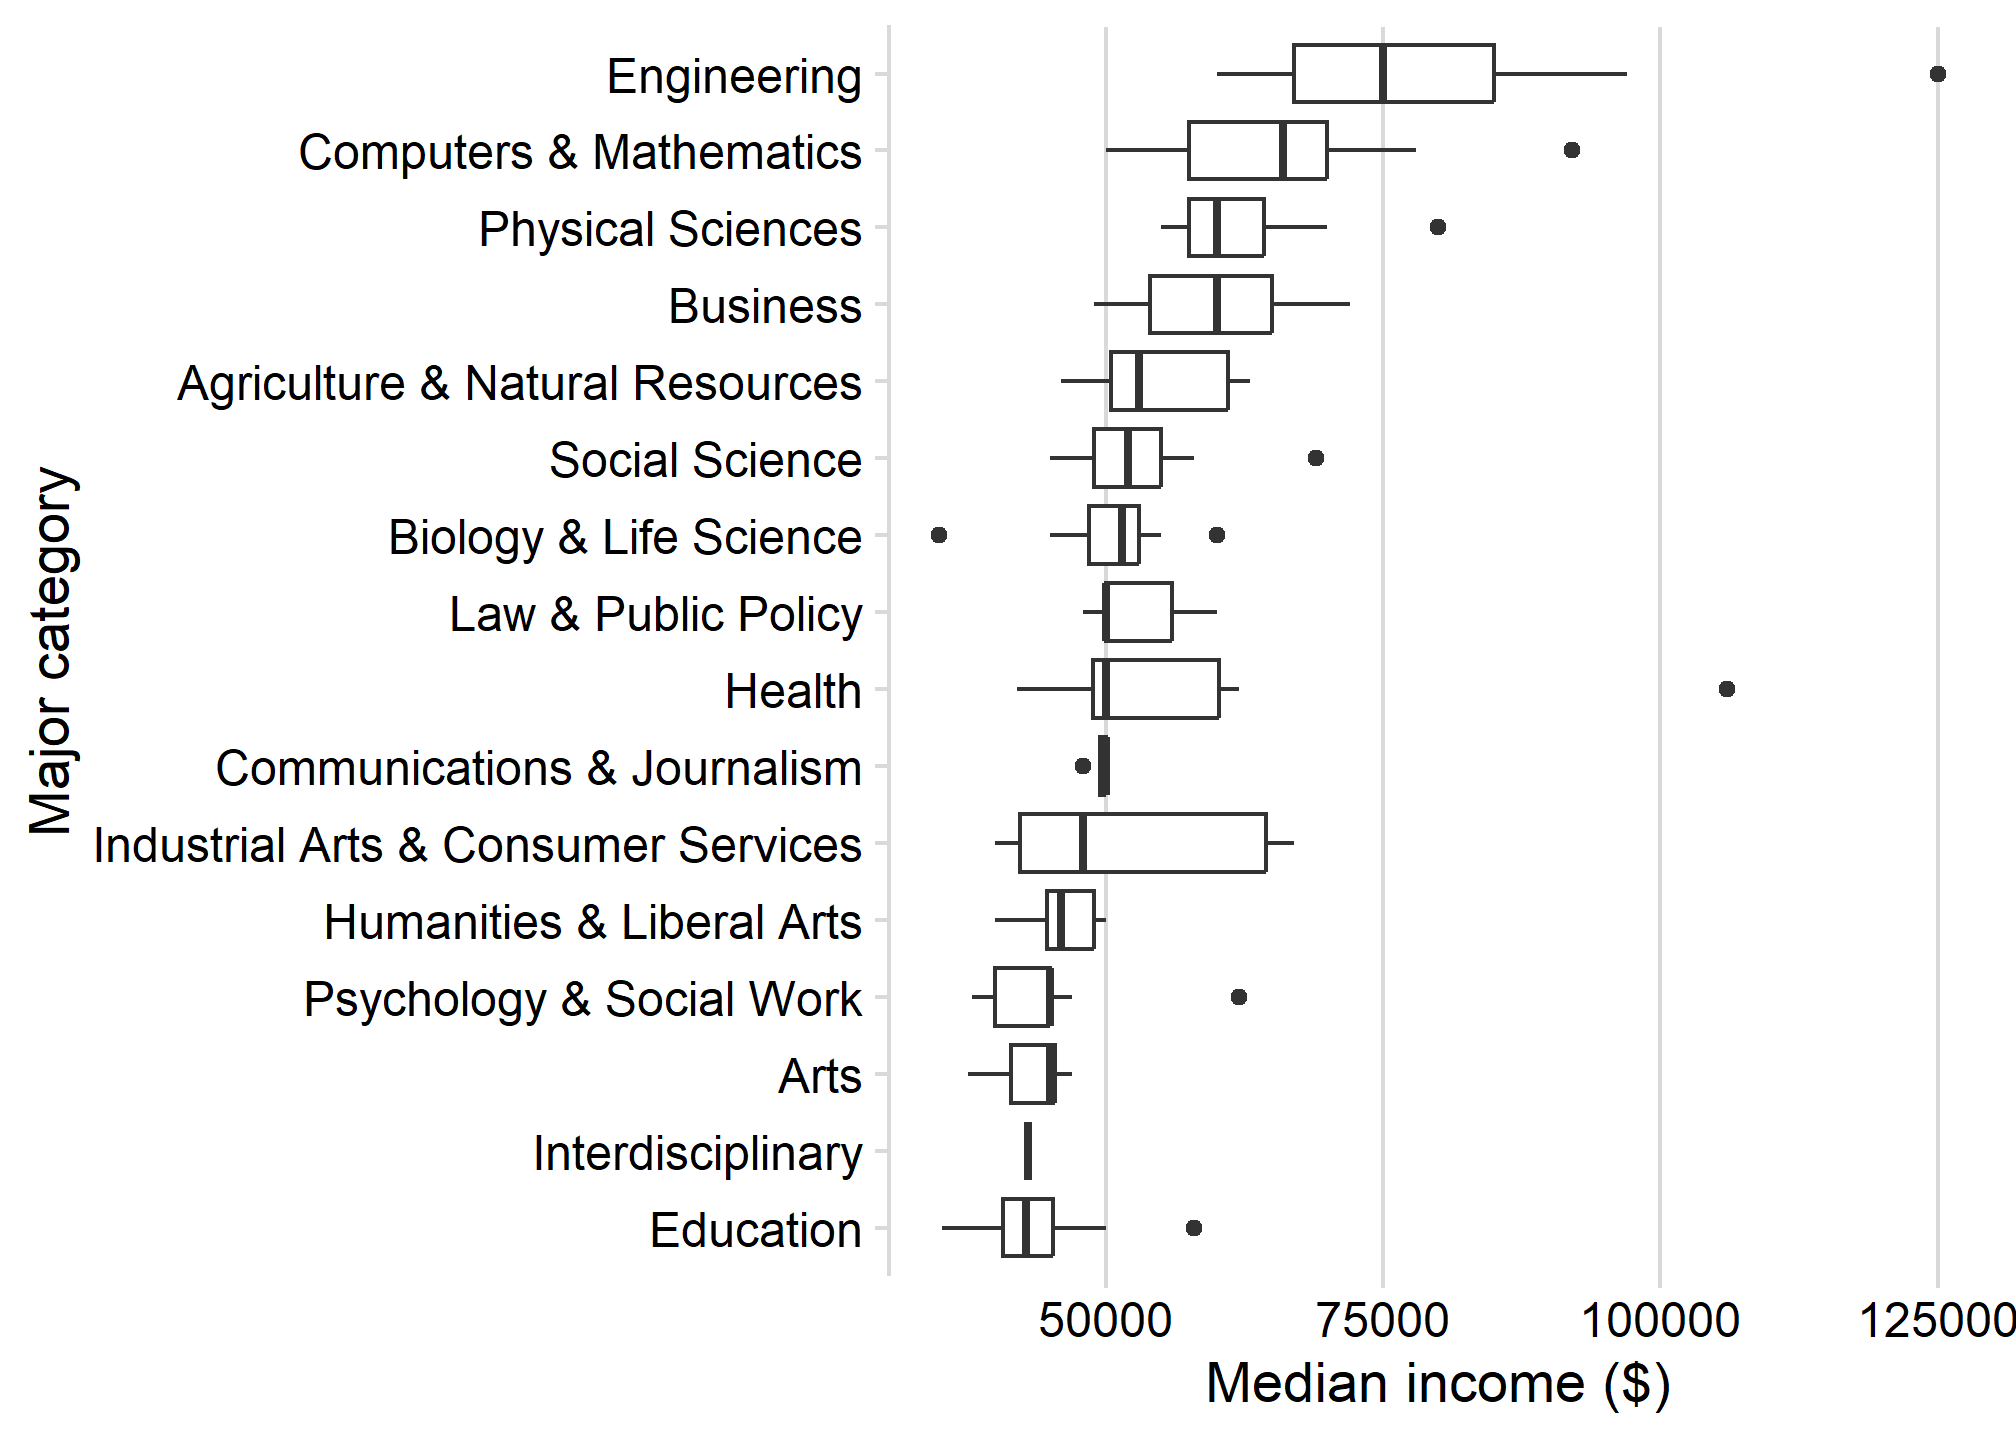 Engineering
Computers & Mathematics
Physical Sciences
Business
Agriculture & Natural Resources
Social Science
Biology & Life Science
Law & Public Policy
Health
Communications & Journalism
Industrial Arts & Consumer Services
Humanities & Liberal Arts
Psychology & Social Work
Arts
Interdisciplinary
Education
Major category
50000 75000 100000 125000
Median income ($)